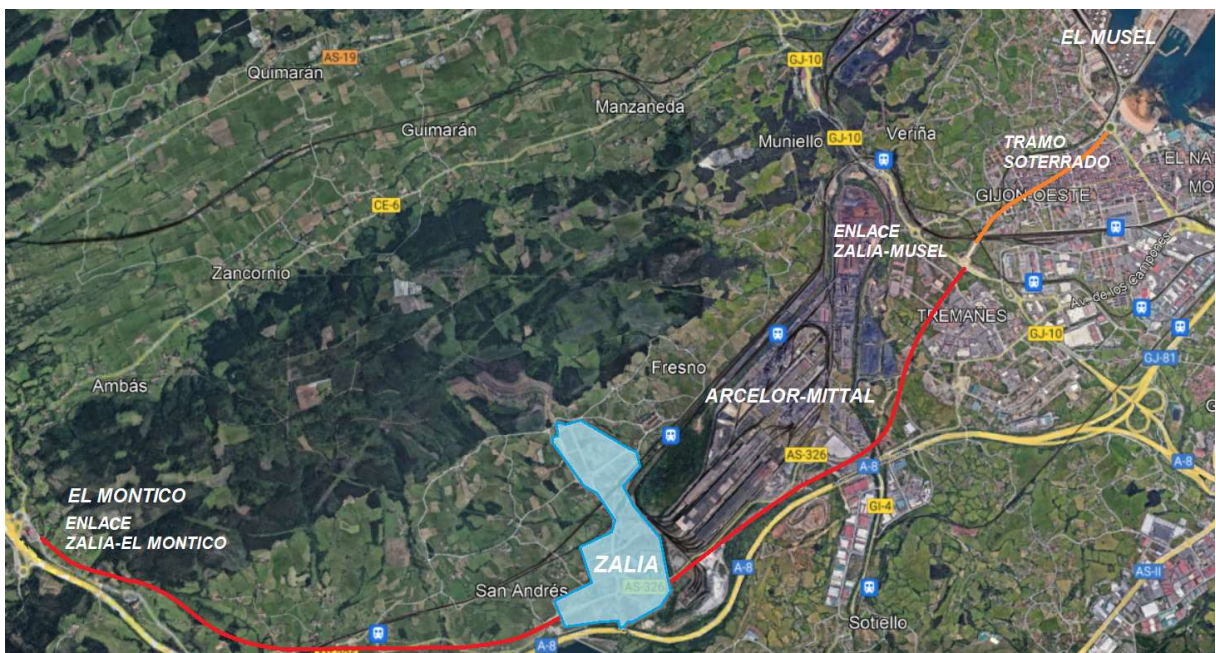 EL MUSEL
AS-19
Quimarán
GJ-10
Manzaneda
Guimarán
Muniello
GJ-10
Veriña
TRAMO
SOTERRADO
EL NA
MO
GIJON-OESTE
CE-6
ENLACE
ZALIA-MUSEL
Zancornio
Av. de los Campones
TREMAÑES
GJ-10
GJ-81
Fresno
Ambás
ARCELOR-MITTAL
G
AS-326
A-8
A-8
EL MONTICO
ENLACE
ZALIA-EL MONTICO
GI-4
ZALIA
A-8
AS-II
San Andrés
AS-326
Sotiello
A-8